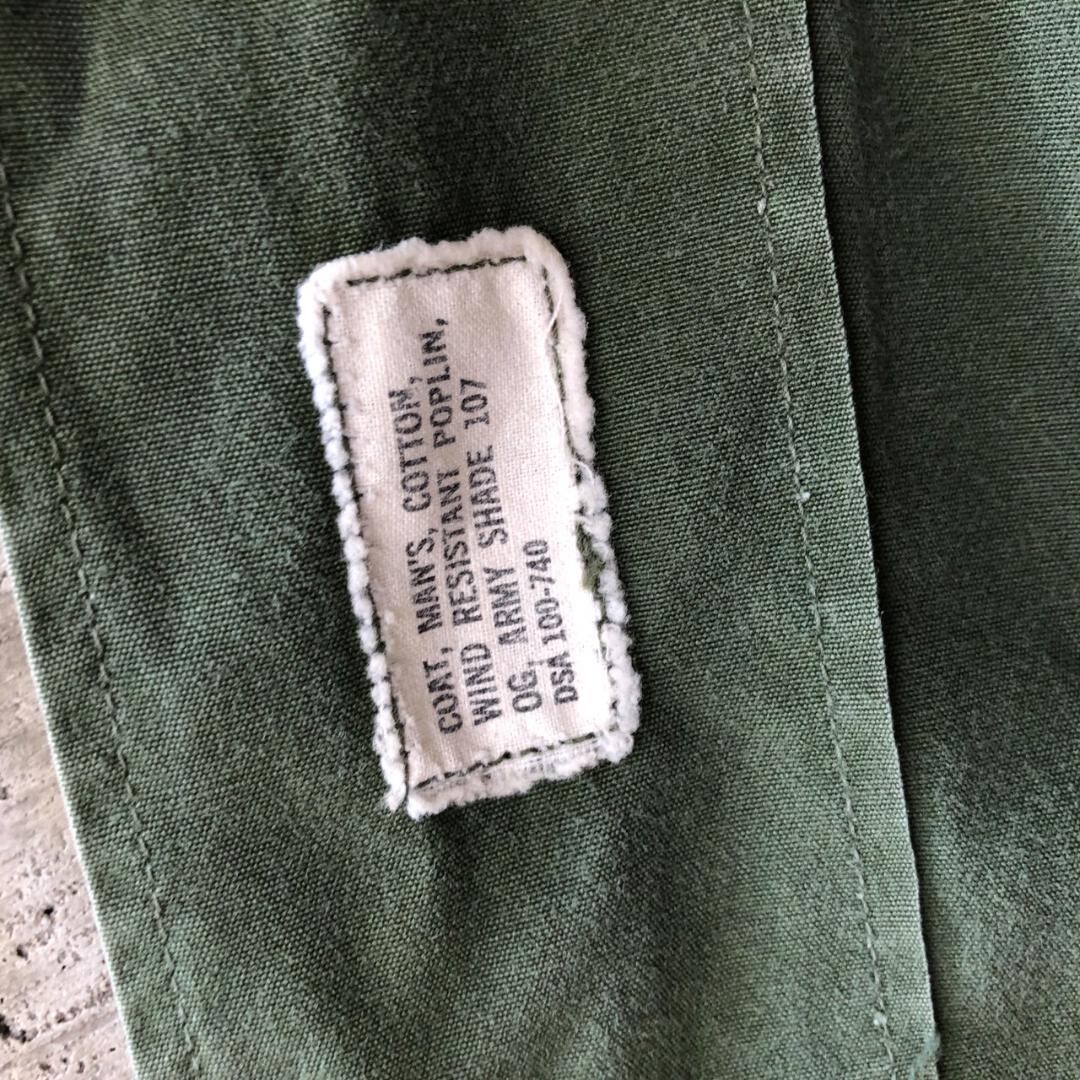 COAT, MAN'S, COTTON,
WIND RESISTANT POPLIN,
OG, ARMY SHADE 107
DSA 100-740